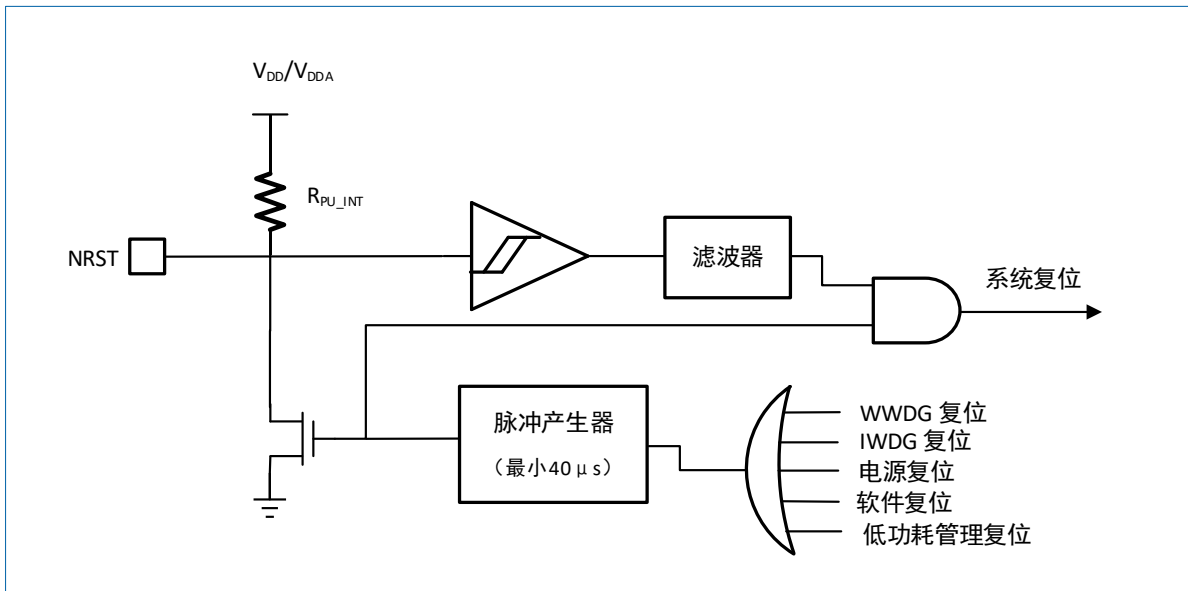 VDD/VDDA
RPU_INT
NRST
滤波器
系统复位
脉冲产生器
（最小40μs）
WWDG 复位
IWDG 复位
电源复位
软件复位
低功耗管理复位